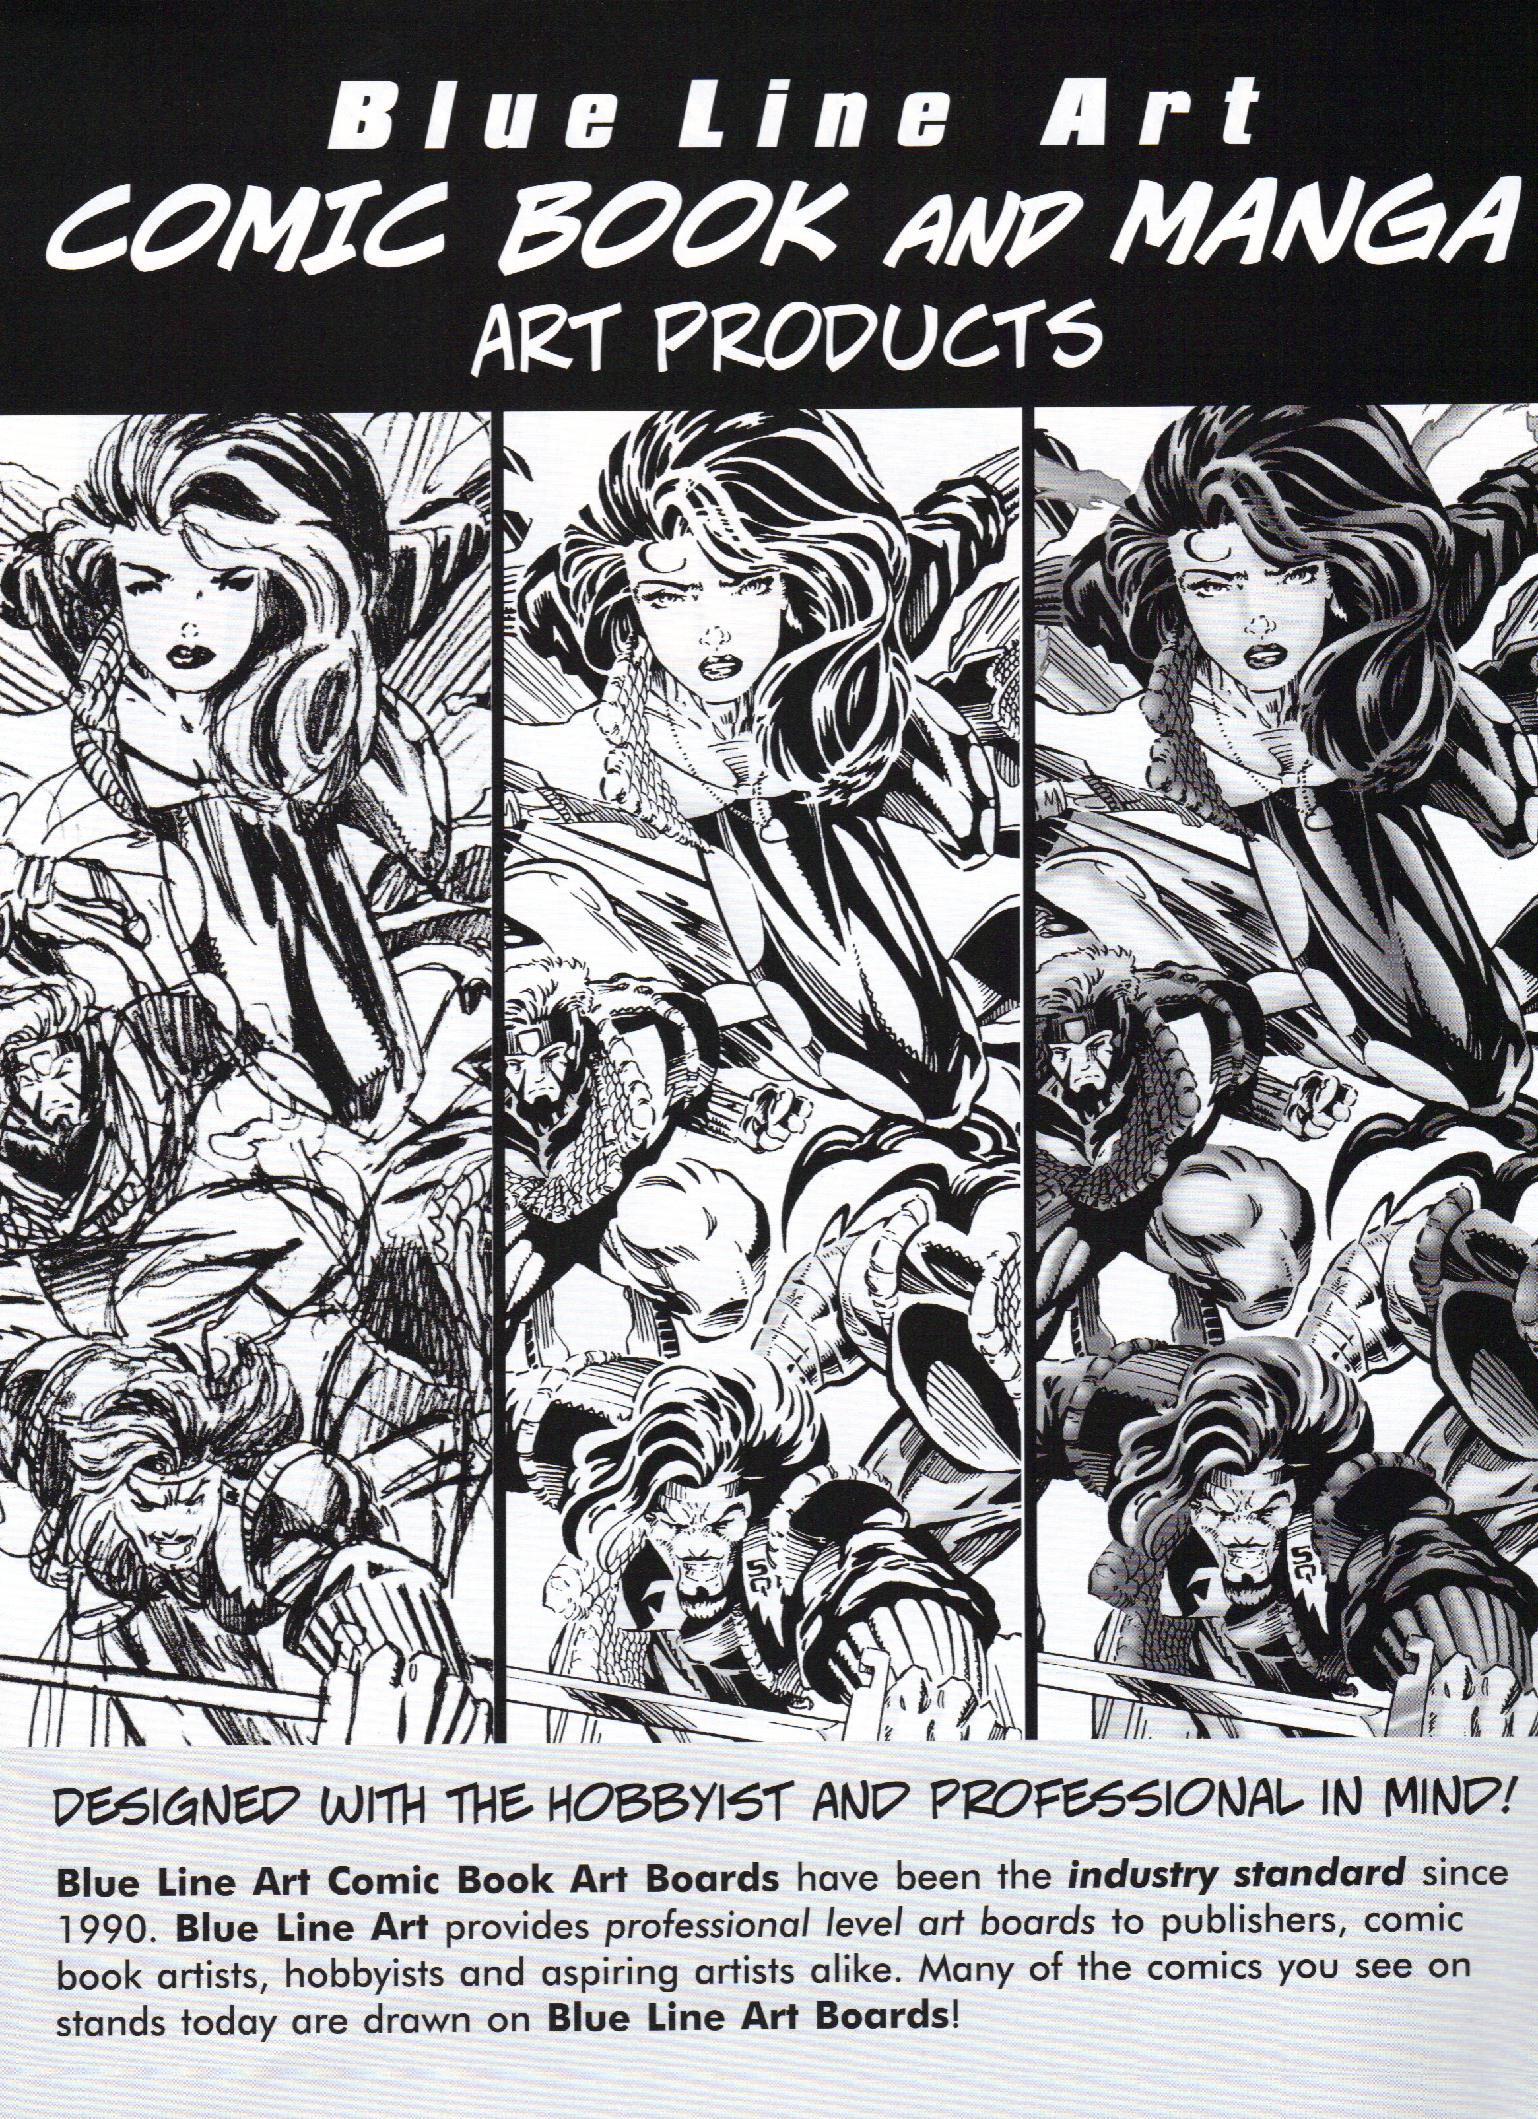 Blue Line Art
COMIC BOOK AND MANGA
ART PRODUCTS
DESIGNED WITH THE HOBBYIST AND PROFESSIONAL IN MIND!
Blue Line Art Comic Book Art Boards have been the industry standard since
1990. Blue Line Art provides professional level art boards to publishers, comic
book artists, hobbyists and aspiring artists alike. Many of the comics you see on
stands today are drawn on Blue Line Art Boards!